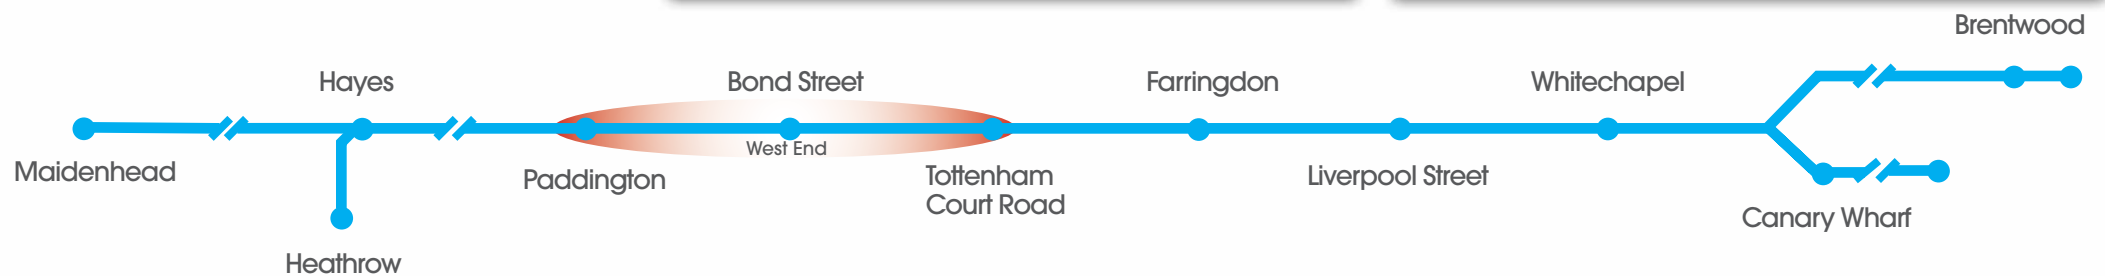 Brentwood
Hayes
Bond Street
Farringdon
Whitechapel
West End
Maidenhead
Paddington
Tottenham
Court Road
Liverpool Street
Canary Wharf
Heathrow